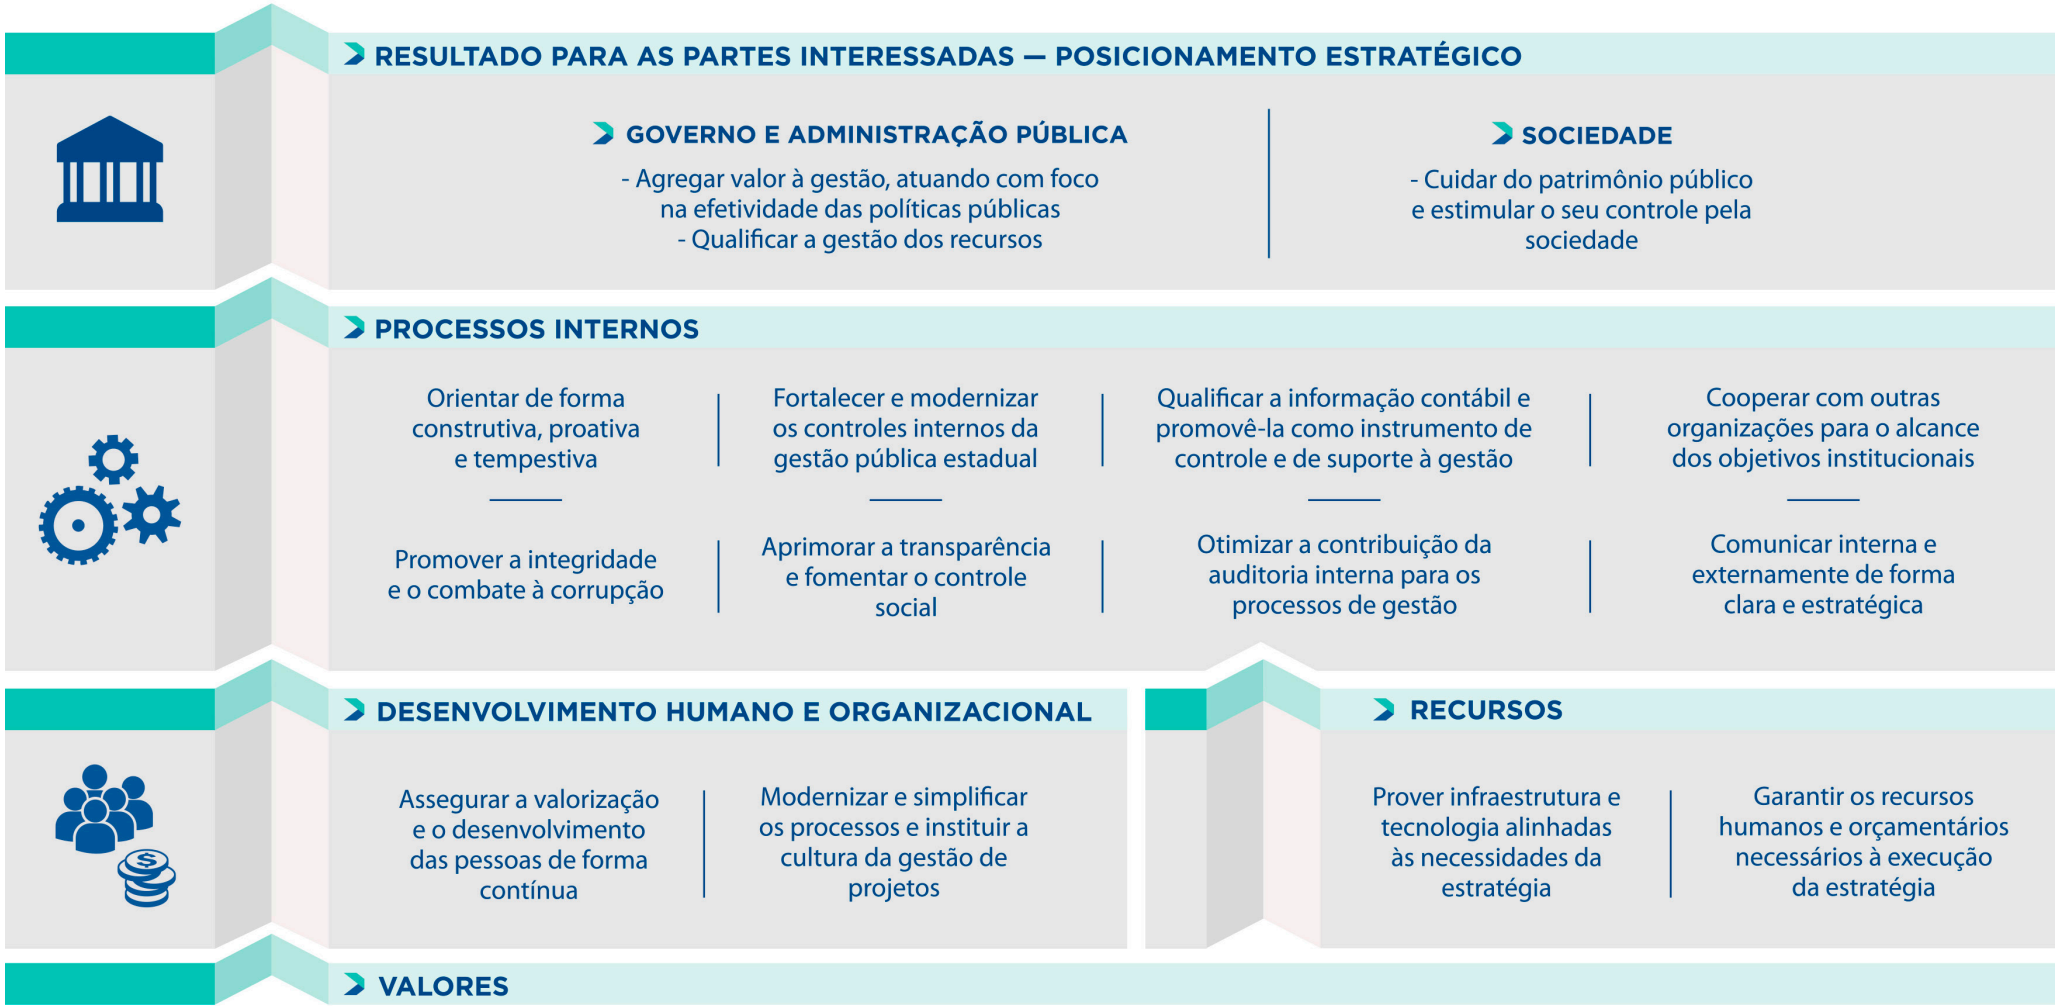 RESULTADO PARA AS PARTES INTERESSADAS — POSICIONAMENTO ESTRATÉGICO
GOVERNO E ADMINISTRAÇÃO PÚBLICA
- Agregar valor à gestão, atuando com foco
na efetividade das políticas públicas
- Qualificar a gestão dos recursos
SOCIEDADE
- Cuidar do patrimônio público
e estimular o seu controle pela
sociedade
PROCESSOS INTERNOS
Orientar de forma
construtiva, proativa
e tempestiva
Fortalecer e modernizar
os controles internos da
gestão pública estadual
Qualificar a informação contábil e
promovê-la como instrumento de
controle e de suporte à gestão
Cooperar com outras
organizações para o alcance
dos objetivos institucionais
Promover a integridade
e o combate à corrupção
Aprimorar a transparência
e fomentar o controle
social
Otimizar a contribuição da
auditoria interna para os
processos de gestão
Comunicar interna e
externamente de forma
clara e estratégica
DESENVOLVIMENTO HUMANO E ORGANIZACIONAL
Assegurar a valorização
e o desenvolvimento
das pessoas de forma
contínua
Modernizar e simplificar
os processos e instituir a
cultura da gestão de
projetos
RECURSOS
Prover infraestrutura e
tecnologia alinhadas
às necessidades da
estratégia
Garantir os recursos
humanos e orçamentários
necessários à execução
da estratégia
$
VALORES